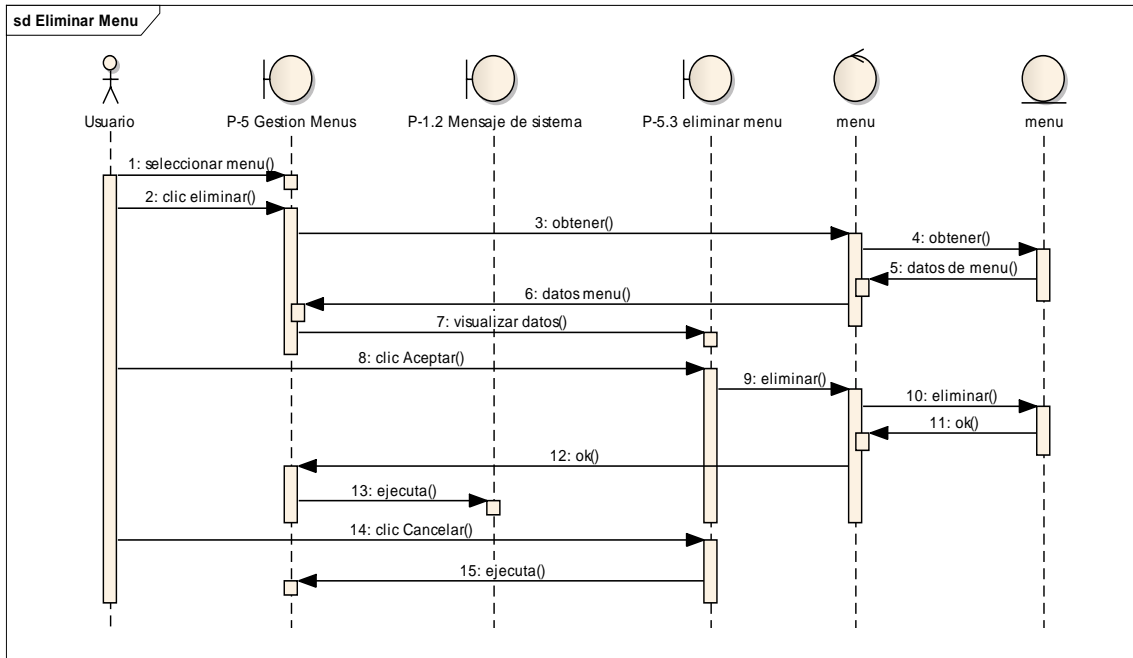 sd Eliminar Menu
Usuario
P-5 Gestion Menus
P-1.2 Mensaje de sistema
P-5.3 eliminar menu
menu
menu
1: seleccionar menu()
2: clic eliminar()
3: obtener()
4: obtener()
5: datos de menu()
6: datos menu()
7: visualizar datos()
8: clic Aceptar()
9: eliminar()
10: eliminar()
11: ok()
12: ok()
13: ejecuta()
14: clic Cancelar()
15: ejecuta()